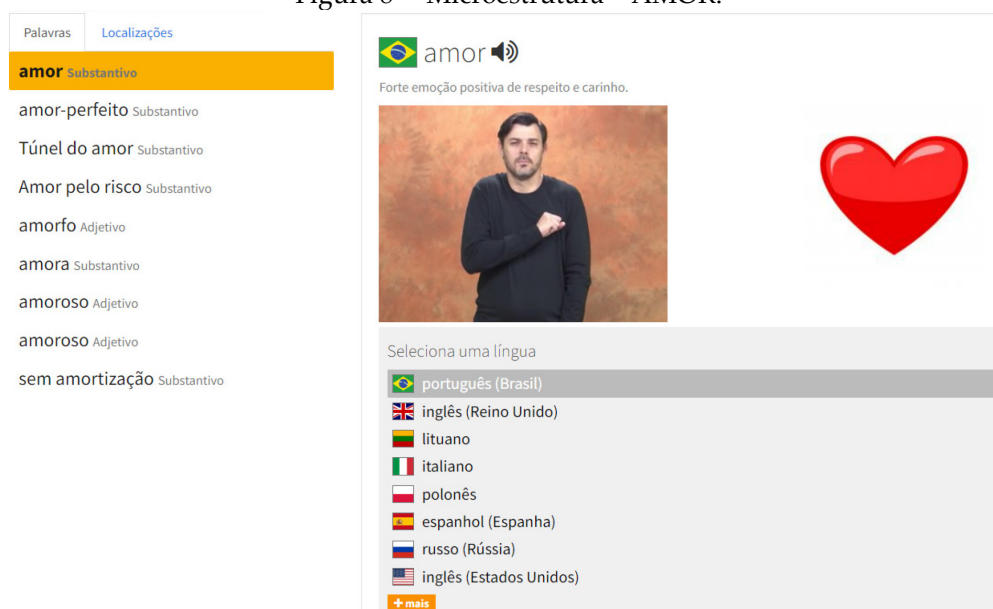 Figura 8 – Microestrutura – AMOR.
Palavras Localizações
amor Substantivo
amor-perfeito Substantivo
Túnel do amor Substantivo
Amor pelo risco Substantivo
amorfo Adjetivo
amora Substantivo
amoroso Adjetivo
amoroso Adjetivo
sem amortização Substantivo
amor
Forte emoção positiva de respeito e carinho.
Seleciona uma língua
português (Brasil)
inglês (Reino Unido)
lituano
italiano
polonês
espanhol (Espanha)
russo (Rússia)
inglês (Estados Unidos)
+ mais